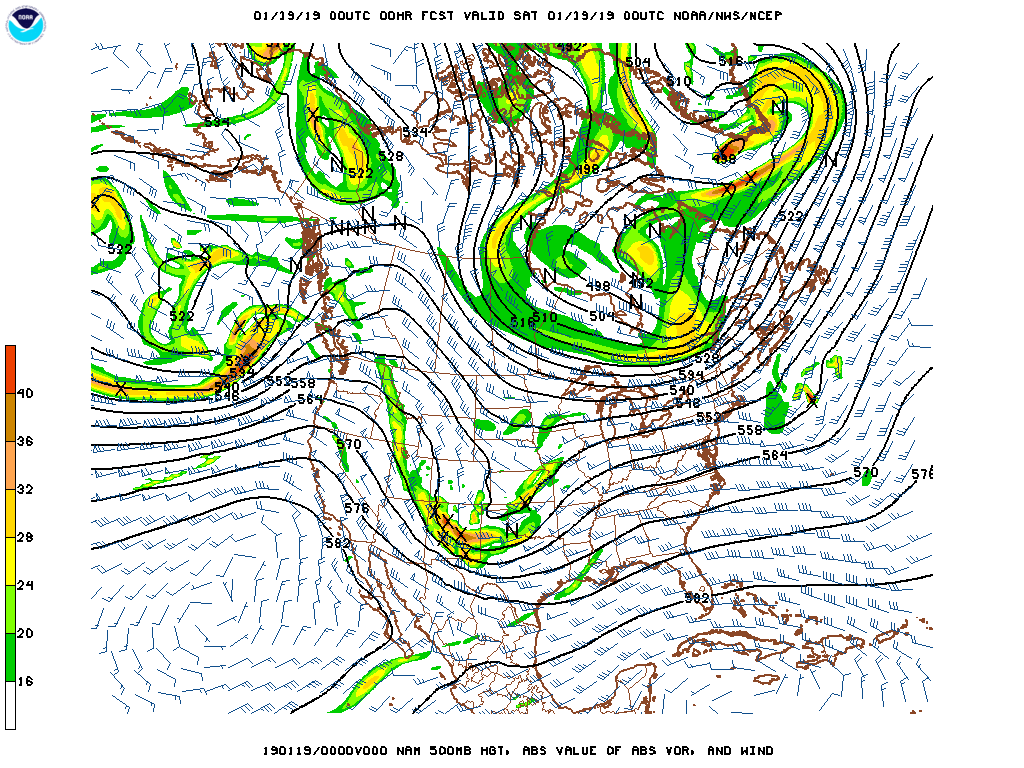 01/19/19 00UTC 00HR FCST VALID SAT 01/19/19 00UTC NOAA/NWS/NCEP
NOAA
492
504
518
510
N
N
534
X
534
N
528
N
522
498
498
N
X
X
N
N
N N N N
N
N
522
N
N
522
X
X
N
N
N
498
492
N
522
X
X
X
516 510
504
528
534
528
534
540
546
X
552 558
564
540
546
552
558
X
40
570
564
570
576
36
32
576
X
X
X
X
X
N
582
28
24
582
20
16
190119/0000V000 NAM 500MB HGT, ABS VALUE OF ABS VOR, AND WIND